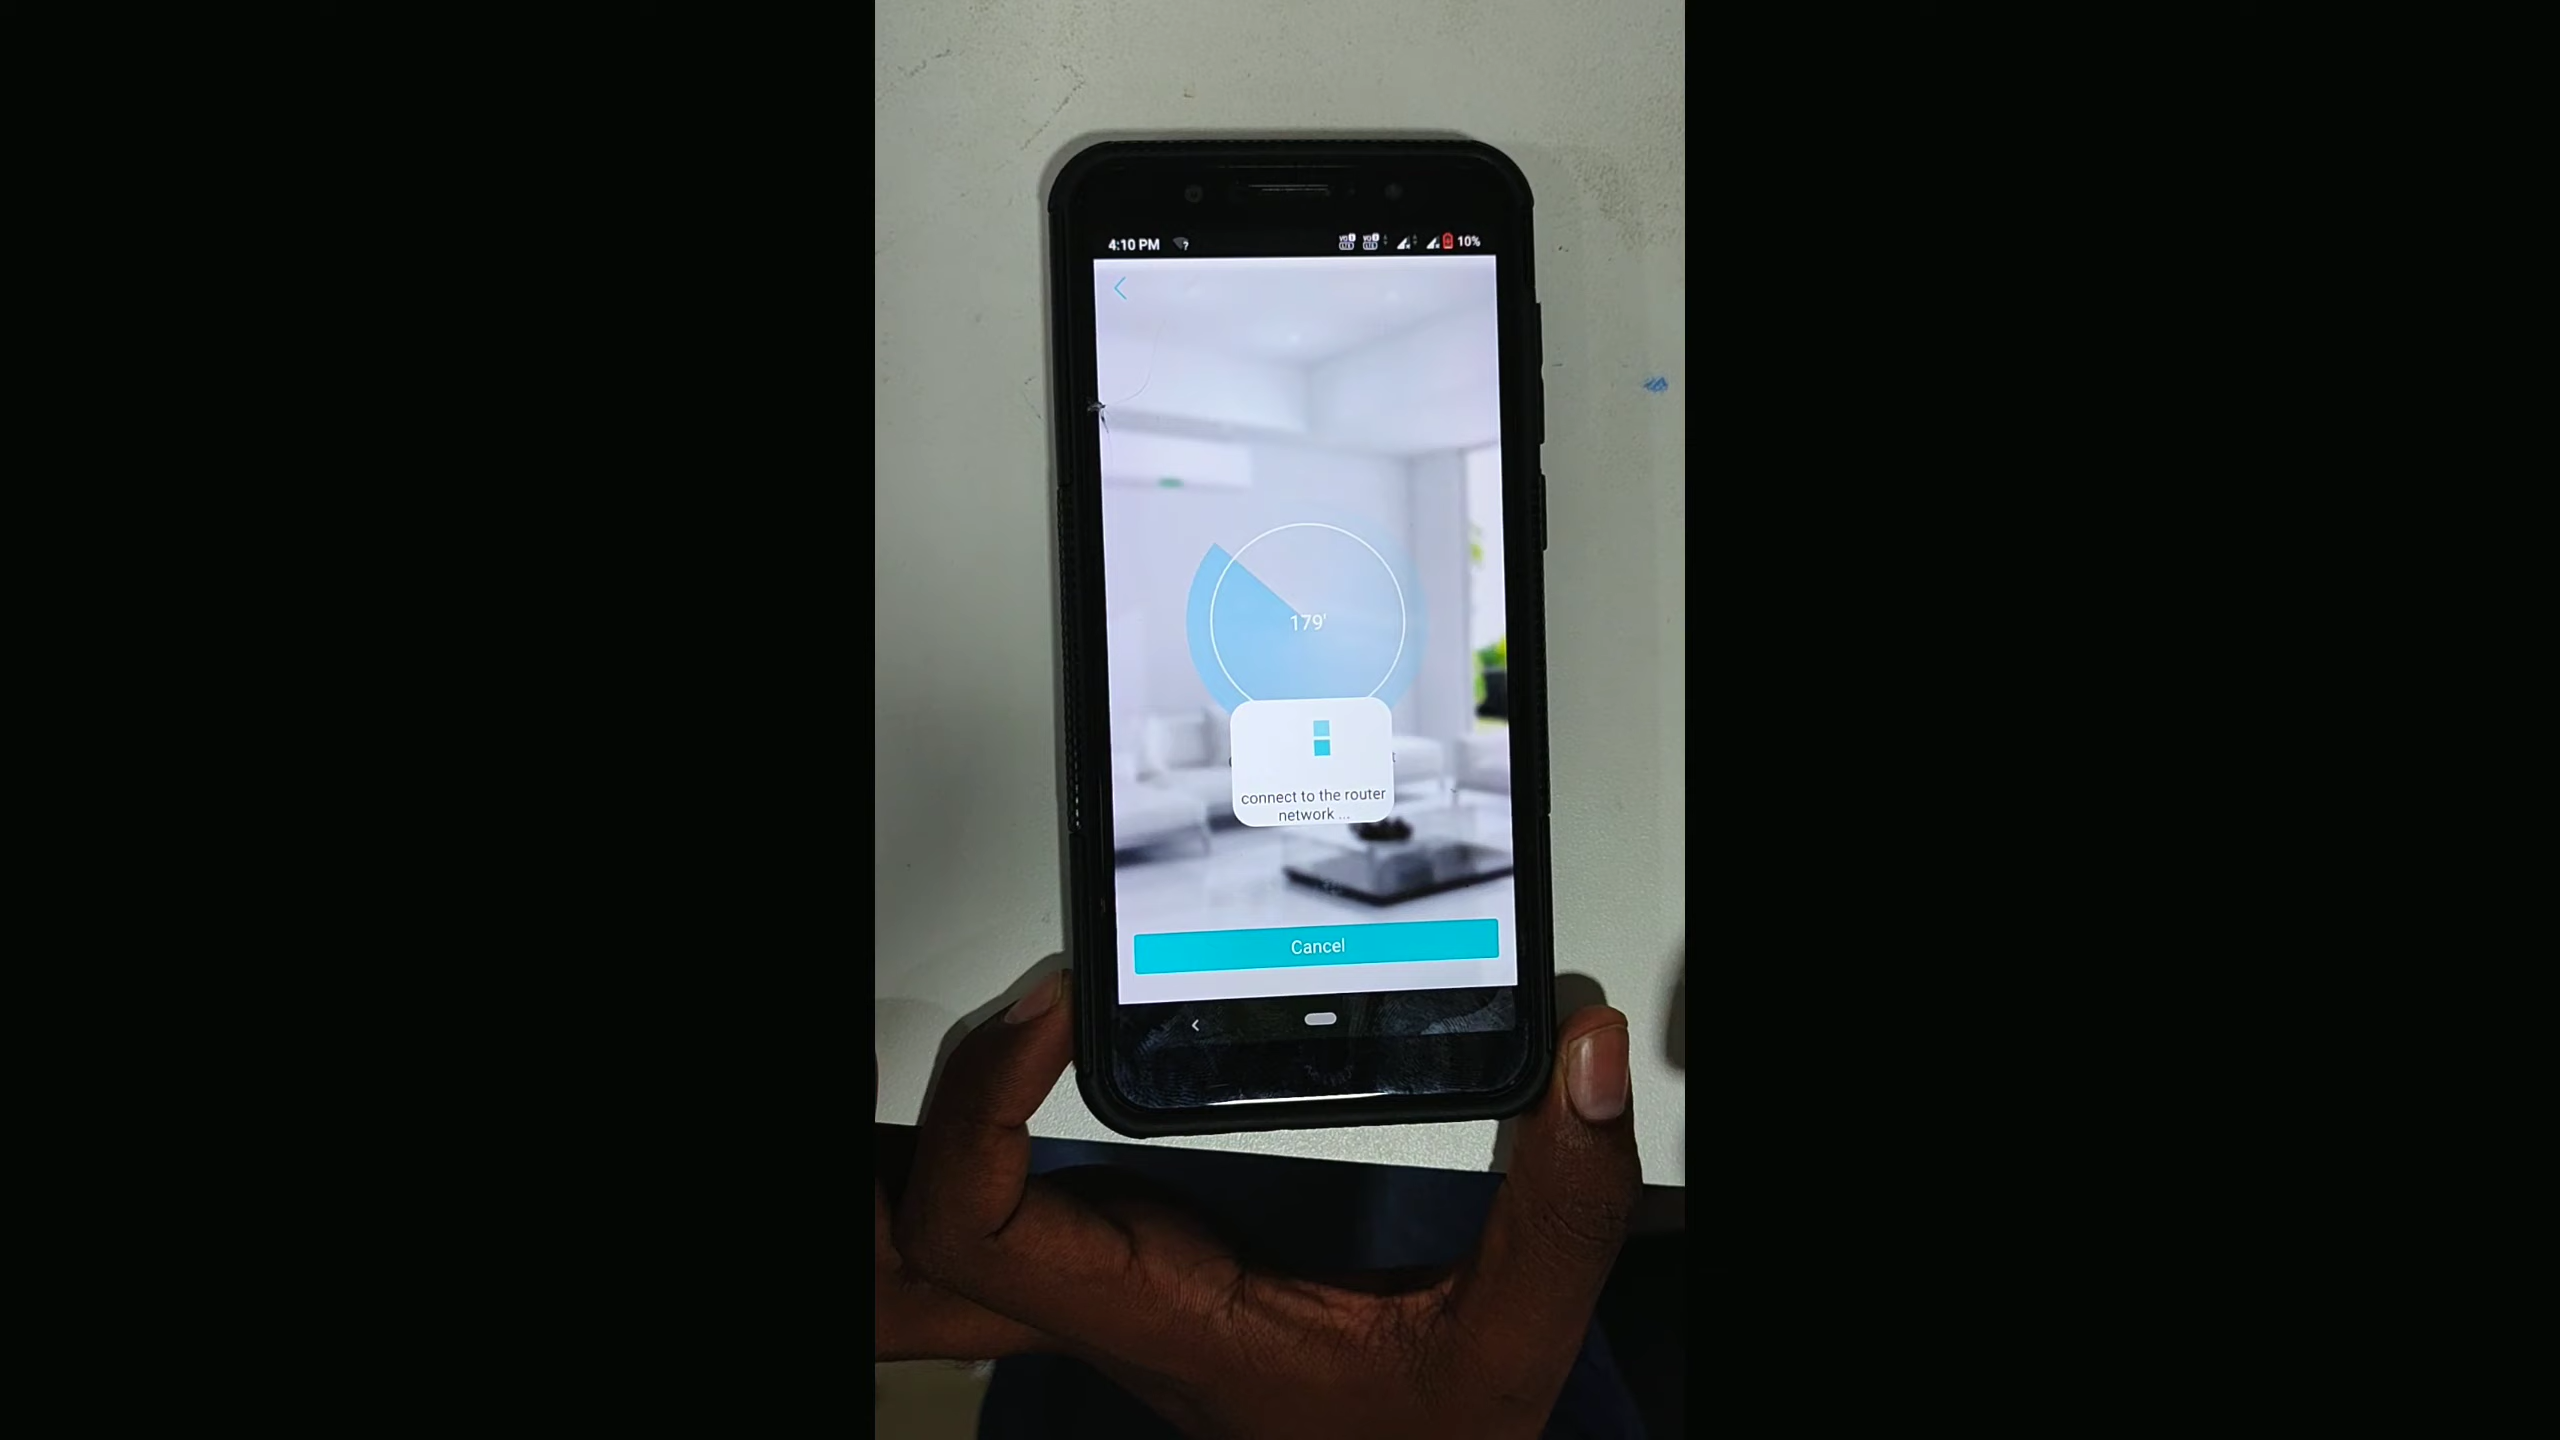 4:10 PM
10%
179'
connect to the router
network ...
Cancel